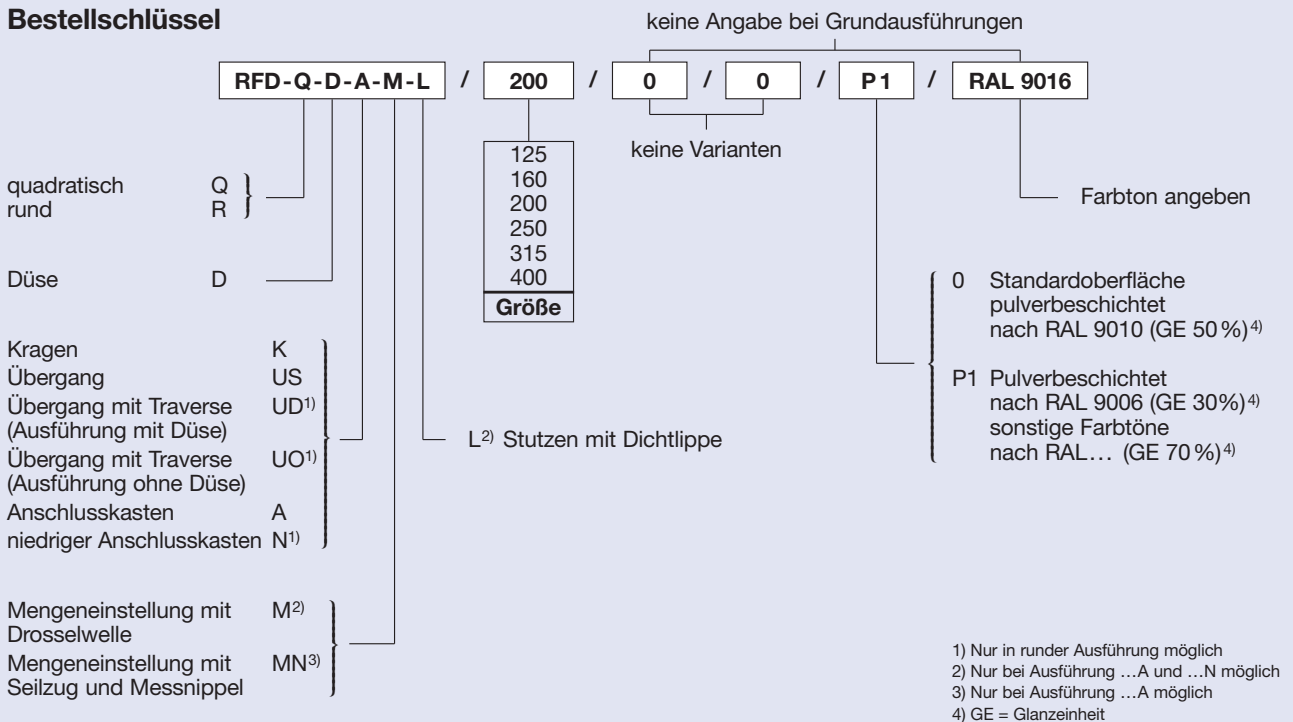 Bestellschlüssel
keine Angabe bei Grundausführungen
RFD-Q-D-A-M-L / 200 / 0 / 0 / P1 / RAL 9016
keine Varianten
125
160
200
250
315
400
Größe
quadratisch Q
rund R
Düse D
Kragen K
Übergang US
Übergang mit Traverse UD1)
(Ausführung mit Düse)
Übergang mit Traverse UO1)
(Ausführung ohne Düse)
Anschlusskasten A
niedriger Anschlusskasten N1)
Mengeneinstellung mit M2)
Drosselwelle
Mengeneinstellung mit MN3)
Seilzug und Messnippel
L2) Stutzen mit Dichtlippe
Farbton angeben
0 Standardoberfläche
pulverbeschichtet
nach RAL 9010 (GE 50 %)4)
P1 Pulverbeschichtet
nach RAL 9006 (GE 30%)4)
sonstige Farbtöne
nach RAL... (GE 70 %)4)
1) Nur in runder Ausführung möglich
2) Nur bei Ausführung ...A und ...N möglich
3) Nur bei Ausführung ...A möglich
4) GE = Glanzeinheit